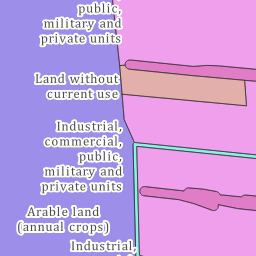 public,
military and
private units
Land without
current use
Industrial,
commercial,
public,
military and
private units
Arable land
(annual crops)
Industrial,